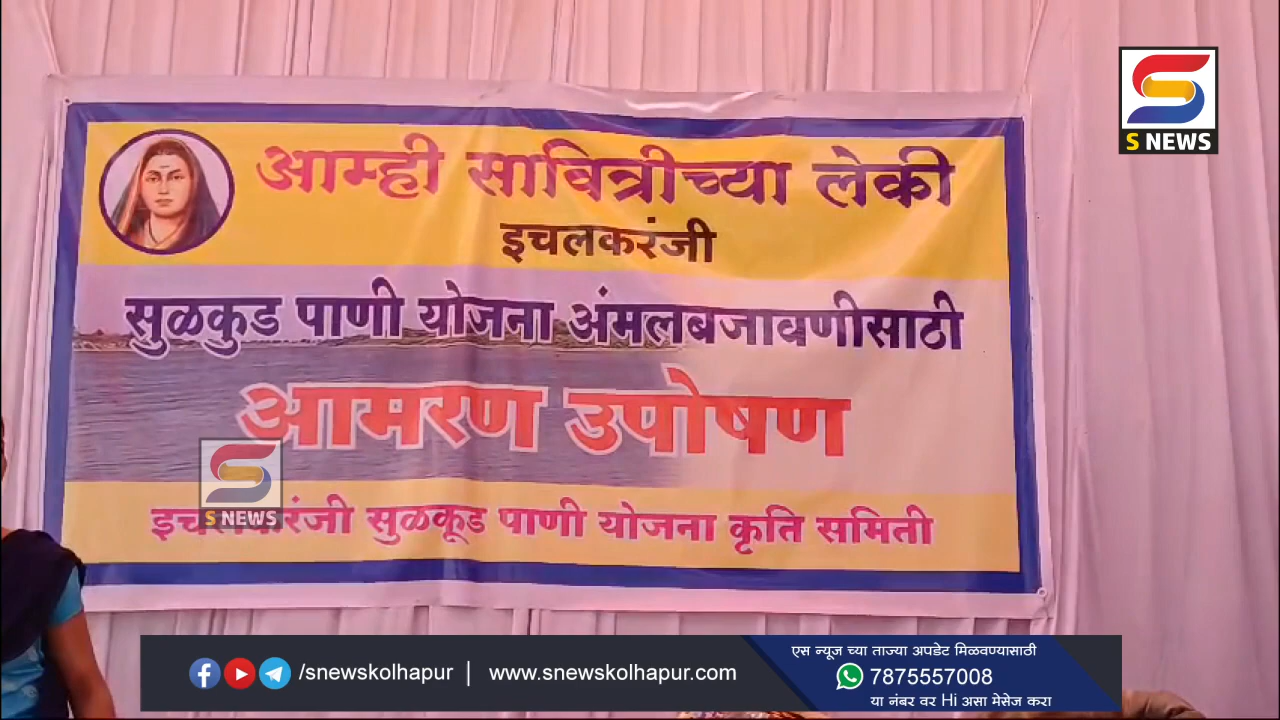 S NEWS
आम्ही सावित्रीच्या लेकी
इचलकरंजी
सुळकुड पाणी योजना अंमलबजावणीसाठी
आमरण उपोषण
S NEWS
इचलकरंजी सुळकूड पाणी योजना कृति समिती
/snewskolhapur | www.snewskolhapur.com
एस न्यूज च्या ताज्या अपडेट मिळवण्यासाठी
7875557008
या नंबर वर Hi असा मेसेज करा